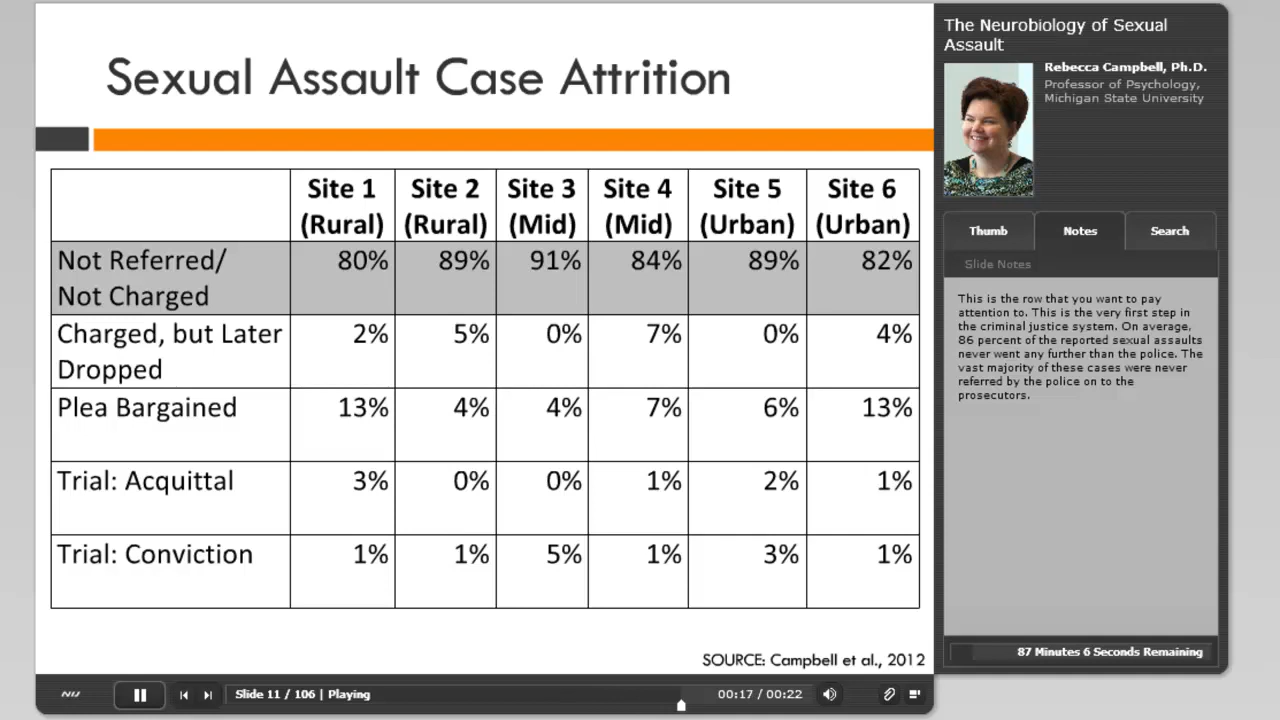 Sexual Assault Case Attrition
Site 1 Site 2 Site 3 Site 4 Site 5 Site 6
(Rural) (Rural) (Mid) (Mid) (Urban) (Urban)
Not Referred/ 80% 89% 91% 84% 89% 82%
Not Charged
Charged, but Later 2% 5% 0% 7% 0% 4%
Dropped
Plea Bargained 13% 4% 4% 7% 6% 13%
Trial: Acquittal 3% 0% 0% 1% 2% 1%
Trial: Conviction 1% 1% 5% 1% 3% 1%
SOURCE: Campbell et al., 2012
The Neurobiology of Sexual
Assault
Rebecca Campbell, Ph.D.
Professor of Psychology,
Michigan State University
Thumb Notes Search
Slide Notes
This is the row that you want to pay
attention to. This is the very first step in
the criminal justice system. On average,
86 percent of the reported sexual assaults
never went any further than the police. The
vast majority of these cases were never
referred by the police on to the
prosecutors.
87 Minutes 6 Seconds Remaining
NIJ
Slide 11 / 106 | Playing
00:17 / 00:22